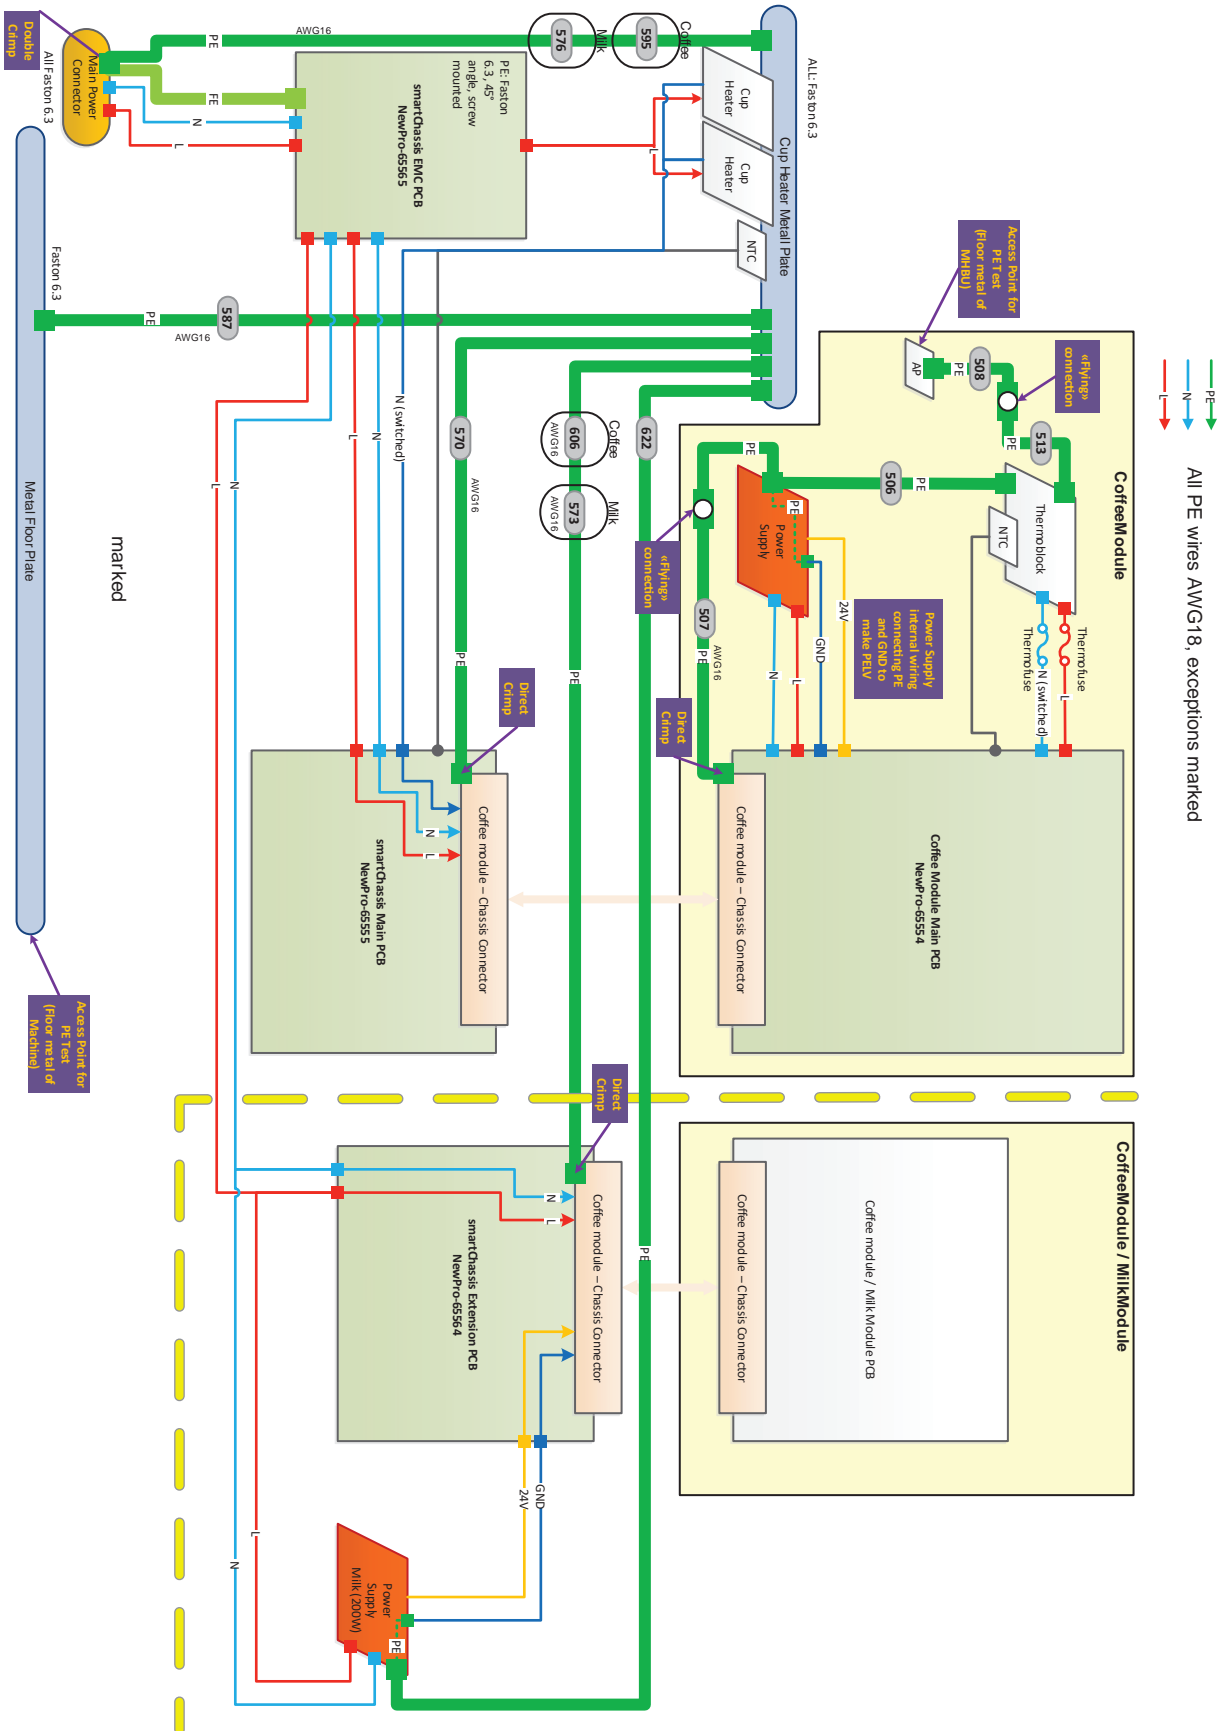 PE
N
L
All PE wires AWG18, exceptions marked
marked
ALL: Faston 6.3
Cup Heater Metall Plate
Cup
Heater
Cup
Heater
NTC
Coffee
595
Milk
576
AWG16
PE
FE
N
L
L
Double
Crimp
Main Power
Connector
All Faston 6.3
PE: Faston
6.3, 45°
angle, screw
mounted
smartChassis EMC PCB
NewPro-65565
Faston 6.3
Metal Floor Plate
PE
587
AWG16
Access Point for
PE Test
(Floor metal of
Machine)
L
N
L
N
N (switched)
570
AWG16
PE
Coffee
606
AWG16
Milk
573
AWG16
PE
622
PE
CoffeeModule
Access Point for
PE Test
(Floor metal of
MHBU)
AP
PE
508
«Flying»
connection
PE
513
Thermoblock
NTC
Thermofuse
L
Thermofuse
N (switched)
506
PE
PE
Power
Supply
PE
24V
GND
L
N
Power Supply
internal wiring
connecting PE
and GND to
make PELV
«Flying»
connection
507
AWG16
PE
Direct
Crimp
Coffee Module Main PCB
NewPro-65554
Coffee module – Chassis Connector
Direct
Crimp
Coffee module – Chassis Connector
N
L
smartChassis Main PCB
NewPro-65555
CoffeeModule / MilkModule
Coffee module / Milk Module PCB
Coffee module – Chassis Connector
Direct
Crimp
Coffee module – Chassis Connector
N
L
smartChassis Extension PCB
NewPro-65564
GND
24V
L
N
Power
Supply
Milk (200W)
PE